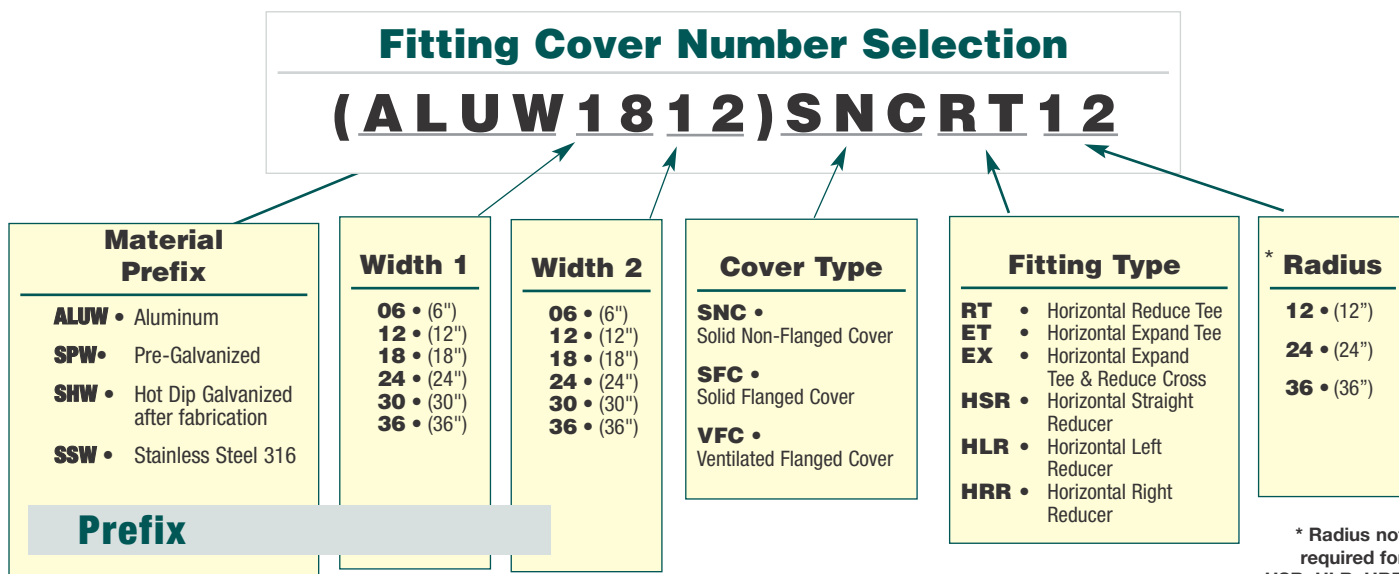 Fitting Cover Number Selection
(ALUW1812)SNCRT12
Material
Prefix
ALUW • Aluminum
SPW• Pre-Galvanized
SHW • Hot Dip Galvanized
after fabrication
SSW • Stainless Steel 316
Prefix
Width 1
06 • (6")
12 • (12")
18 • (18")
24 • (24")
30 • (30")
36 • (36")
Width 2
06 • (6")
12 • (12")
18 • (18")
24 • (24")
30 • (30")
36 • (36")
Cover Type
SNC •
Solid Non-Flanged Cover
SFC •
Solid Flanged Cover
VFC •
Ventilated Flanged Cover
Fitting Type
RT • Horizontal Reduce Tee
ET • Horizontal Expand Tee
EX • Horizontal Expand
Tee & Reduce Cross
HSR • Horizontal Straight
Reducer
HLR • Horizontal Left
Reducer
HRR • Horizontal Right
Reducer
* Radius
12 • (12”)
24 • (24”)
36 • (36”)
* Radius no
required fo